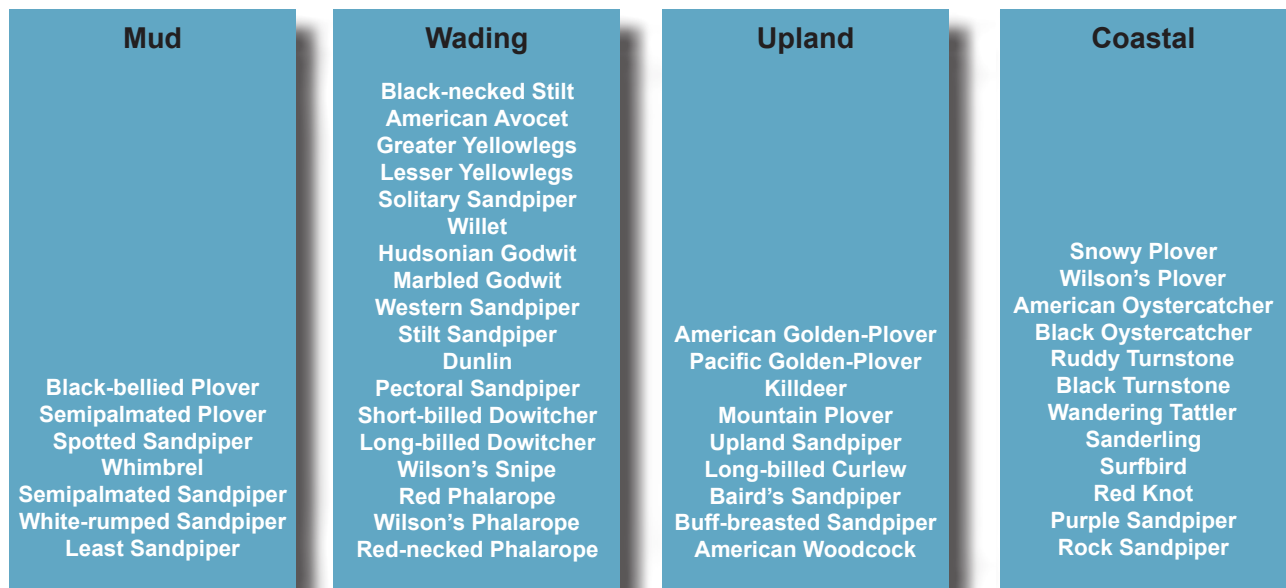 Mud
Black-bellied Plover
Semipalmated Plover
Spotted Sandpiper
Whimbrel
Semipalmated Sandpiper
White-rumped Sandpiper
Least Sandpiper
Wading
Black-necked Stilt
American Avocet
Greater Yellowlegs
Lesser Yellowlegs
Solitary Sandpiper
Willet
Hudsonian Godwit
Marbled Godwit
Western Sandpiper
Stilt Sandpiper
Dunlin
Pectoral Sandpiper
Short-billed Dowitcher
Long-billed Dowitcher
Wilson's Snipe
Red Phalarope
Wilson's Phalarope
Red-necked Phalarope
Upland
American Golden-Plover
Pacific Golden-Plover
Killdeer
Mountain Plover
Upland Sandpiper
Long-billed Curlew
Baird's Sandpiper
Buff-breasted Sandpiper
American Woodcock
Coastal
Snowy Plover
Wilson's Plover
American Oystercatcher
Black Oystercatcher
Ruddy Turnstone
Black Turnstone
Wandering Tattler
Sanderling
Surfbird
Red Knot
Purple Sandpiper
Rock Sandpiper